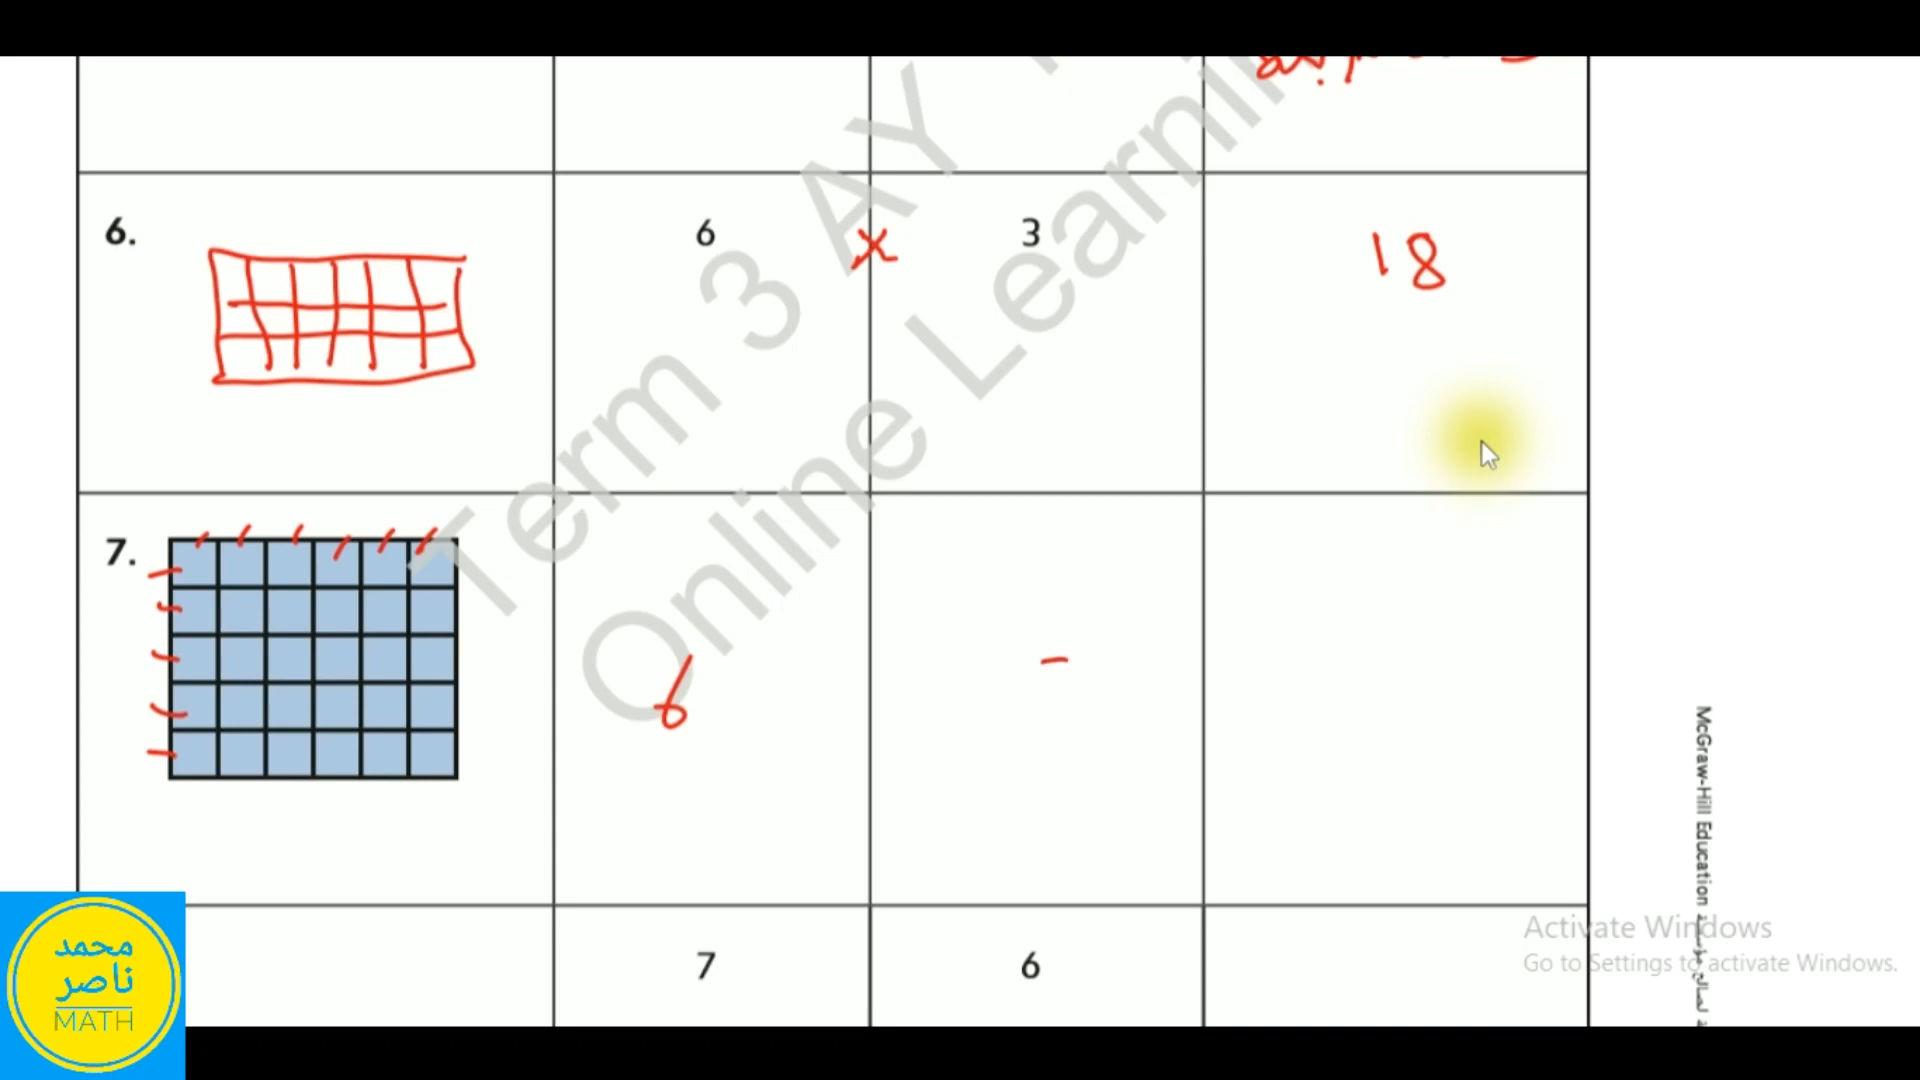 6.
6
x
3
18
Term 3 AY
Online Learnin
7.
6
-
7
6
McGraw-Hill Education
Activate Windows
Go to Settings to activate Windows.
محمد
ناصر
MATH